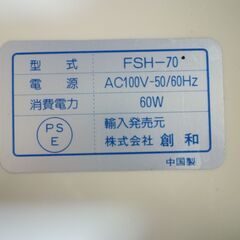 型式 FSH-70
電源 AC100V-50/60Hz
消費電力 60W
PS
E
輸入発売元
株式会社 創和
中国製